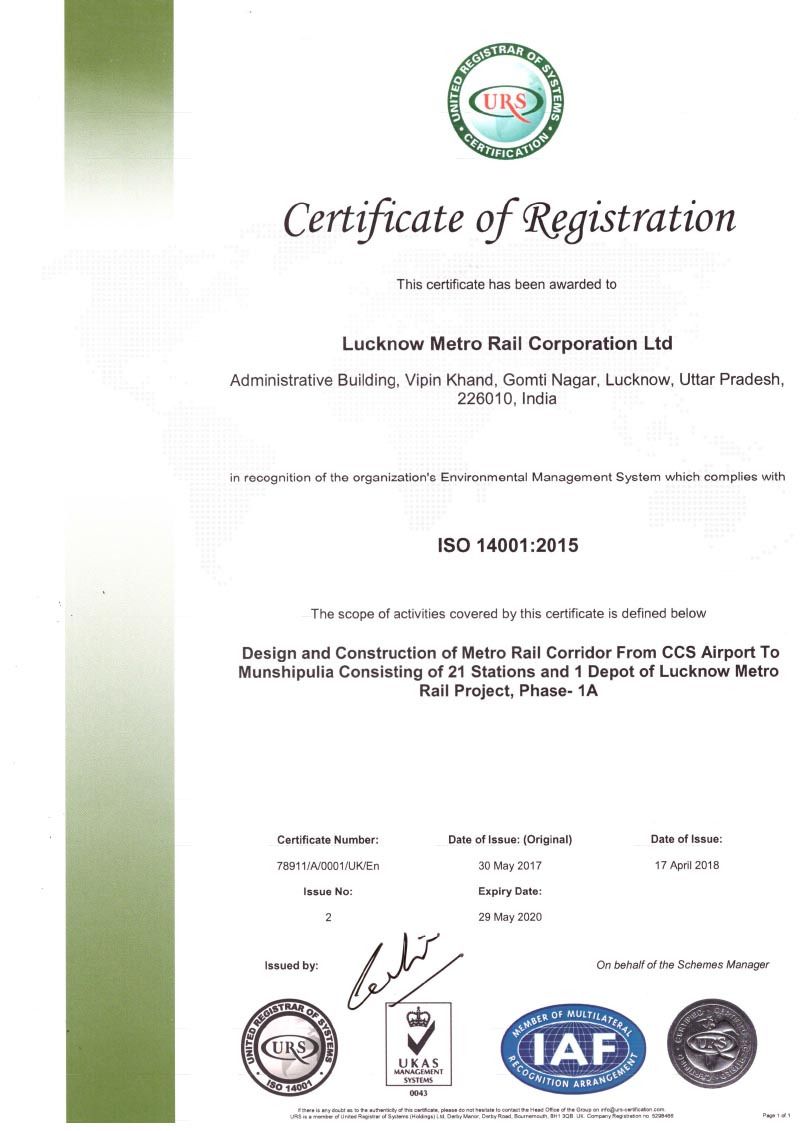 UNITED REGISTRAR OF SYSTEMS
URS
• CERTIFICATION •
Certificate of Registration
This certificate has been awarded to
Lucknow Metro Rail Corporation Ltd
Administrative Building, Vipin Khand, Gomti Nagar, Lucknow, Uttar Pradesh,
226010, India
in recognition of the organization's Environmental Management System which complies with
ISO 14001:2015
The scope of activities covered by this certificate is defined below
Design and Construction of Metro Rail Corridor From CCS Airport To
Munshipulia Consisting of 21 Stations and 1 Depot of Lucknow Metro
Rail Project, Phase- 1A
Certificate Number: Date of Issue: (Original) Date of Issue:
78911/A/0001/UK/En 30 May 2017 17 April 2018
Issue No: Expiry Date:
2 29 May 2020
Issued by: On behalf of the Schemes Manager
UNITED REGISTRAR OF SYSTEMS
URS
• ISO 14001 •
UKAS
MANAGEMENT
SYSTEMS
0043
MEMBER OF MULTILATERAL
IAF
RECOGNITION ARRANGEMENT
URS
If there is any doubt as to the authenticity of this certificate, please do not hesitate to contact the Head Office of the Group on info@urs-certification.com.
URS is a member of United Registrar of Systems (Holdings) Ltd, Derby Manor, Derby Road, Bournemouth, BH1 3QB. UK. Company Registration no. 5298466
Page 1 of 1